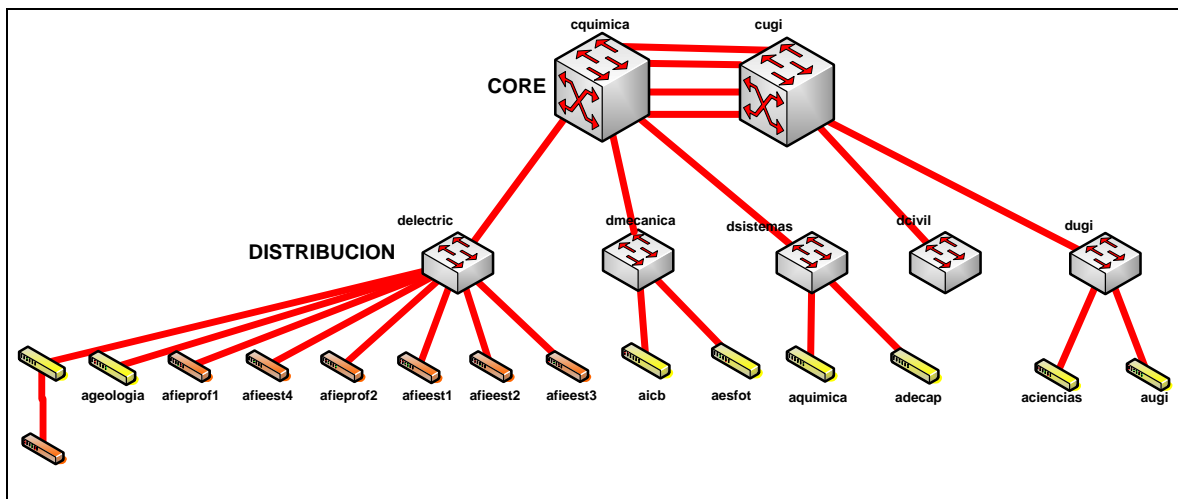 cquimica
cugi
CORE
delectric
dmecanica
dsistemas
dcivil
dugi
DISTRIBUCION
ageologia
afieprof1
afieest4
afieprof2
afieest1
afieest2
afieest3
aicb
aesfot
aquimica
adecap
aciencias
augi